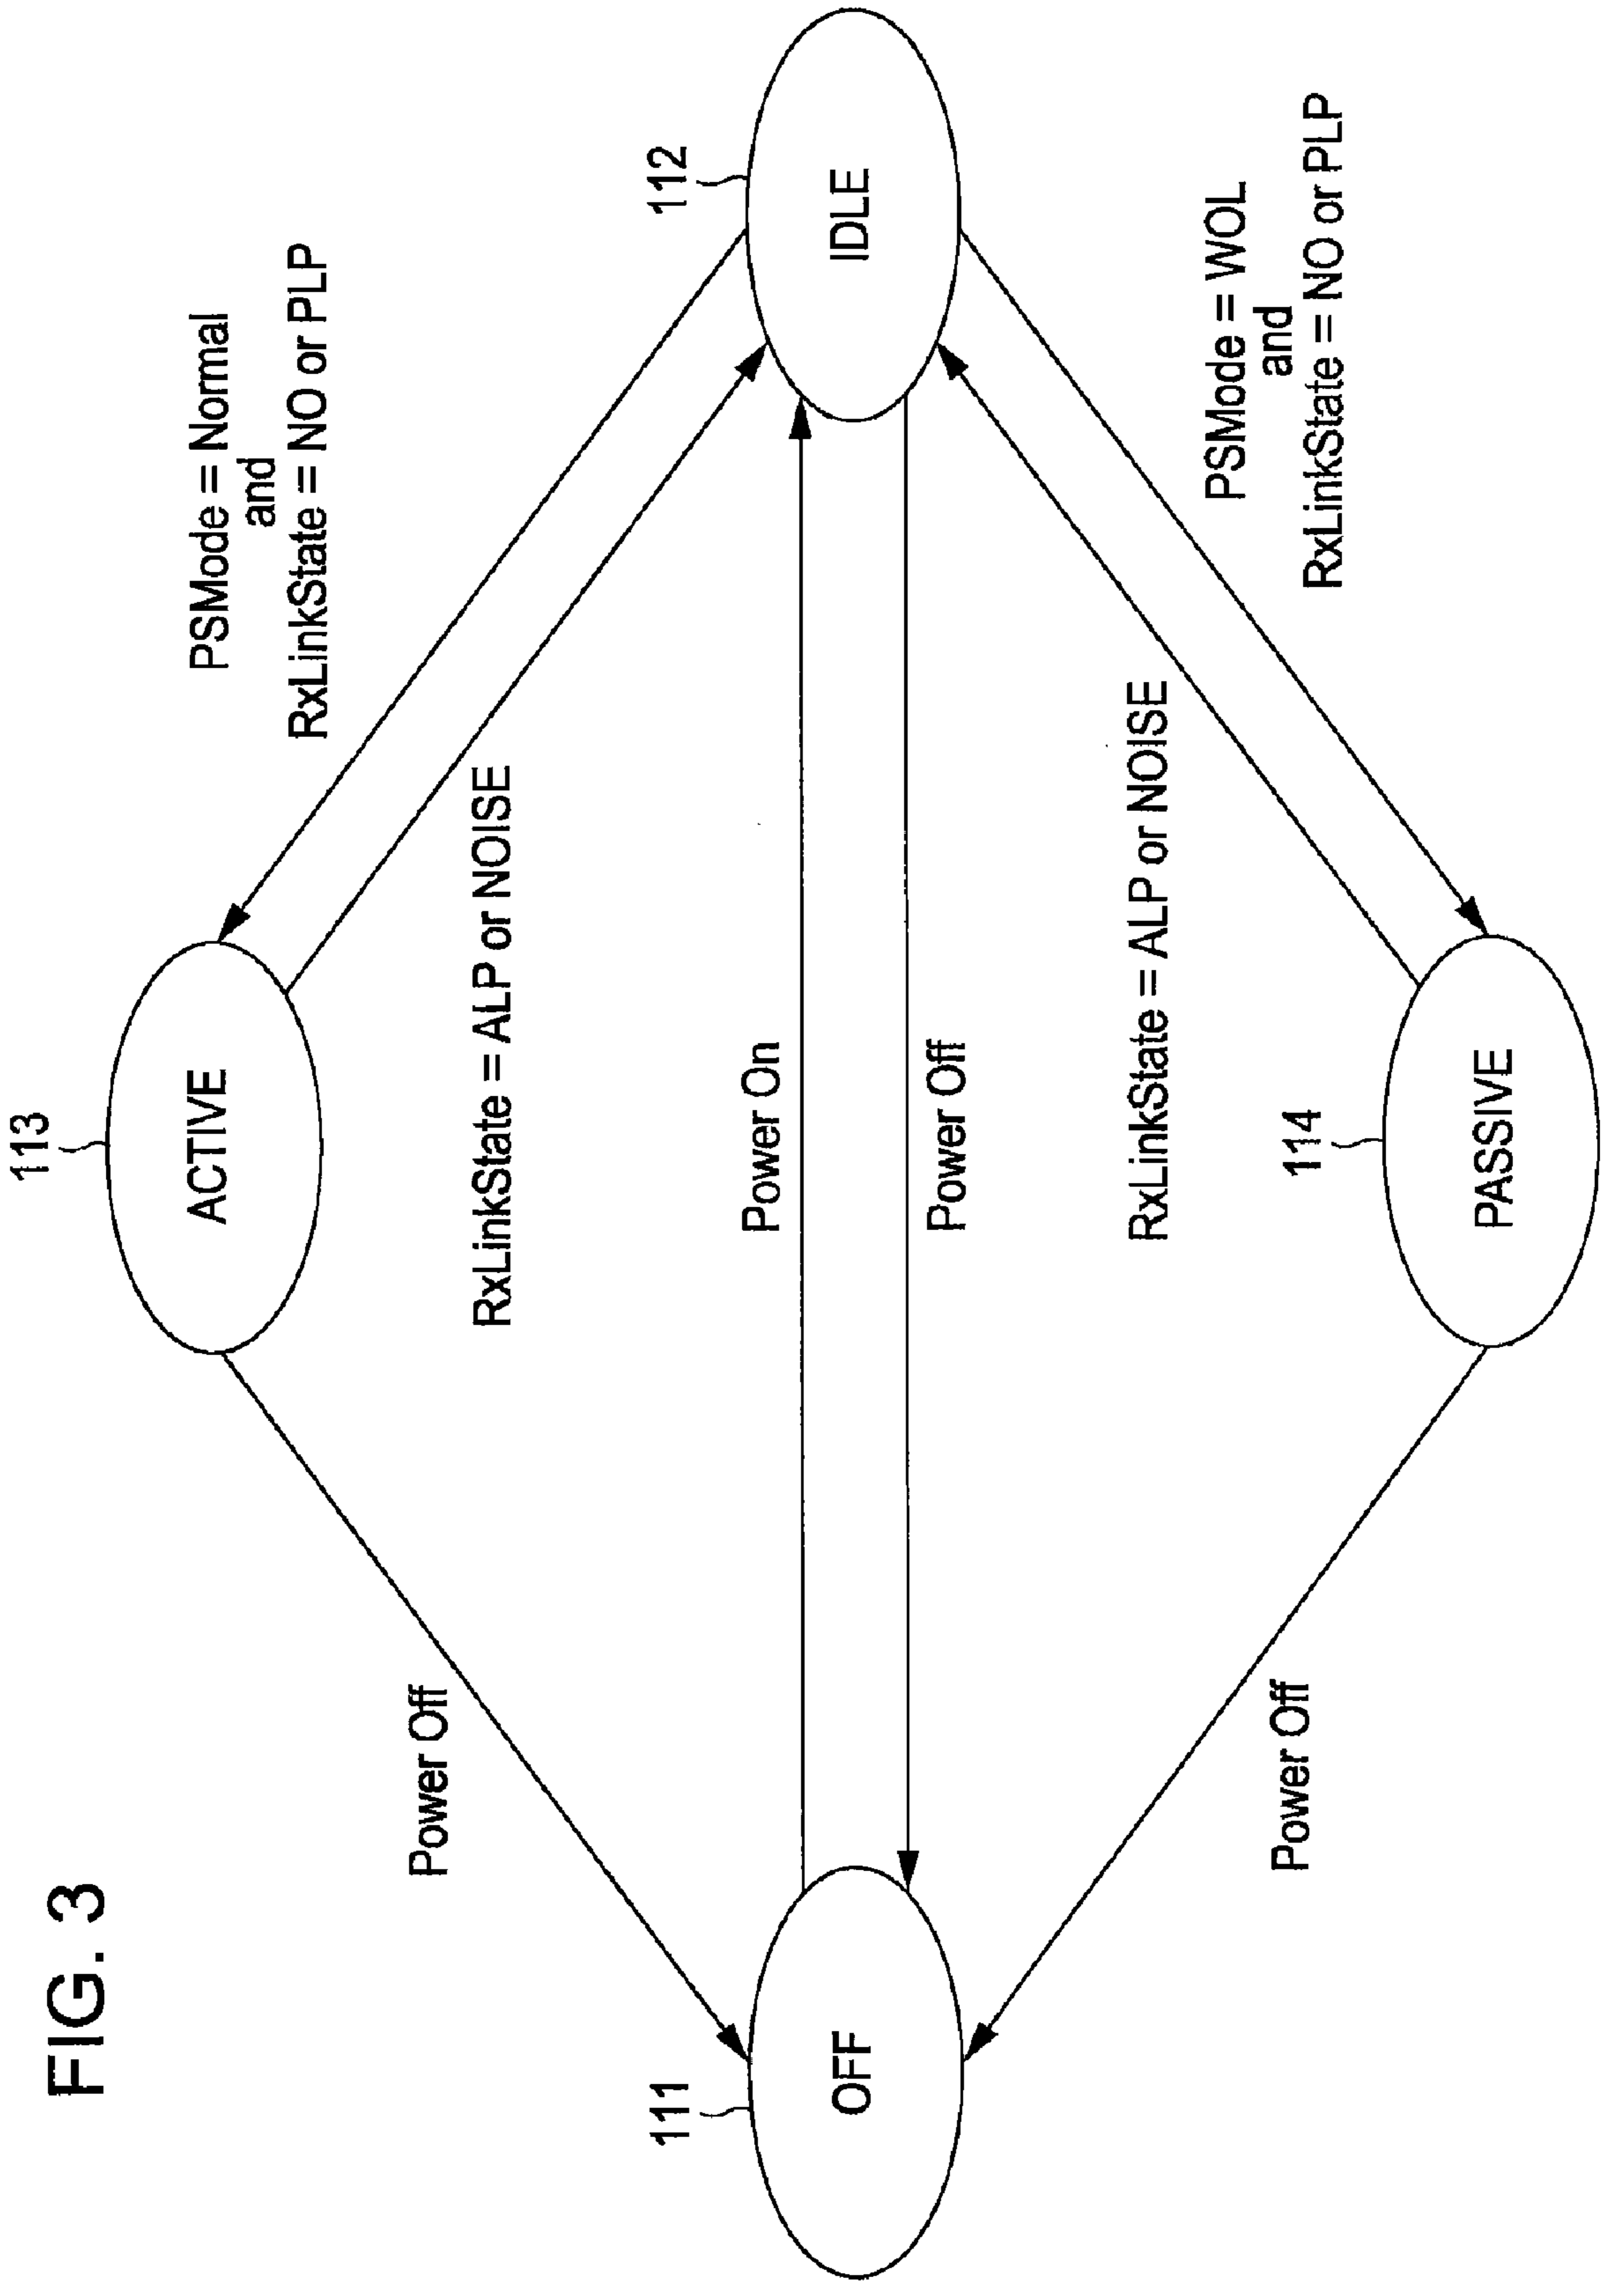 FIG. 3
113
ACTIVE
PSMode = Normal
and
RxLinkState = NO or PLP
RxLinkState = ALP or NOISE
Power Off
111
OFF
Power On
Power Off
112
IDLE
RxLinkState = ALP or NOISE
PSMode = WOL
and
RxLinkState = NO or PLP
Power Off
114
PASSIVE